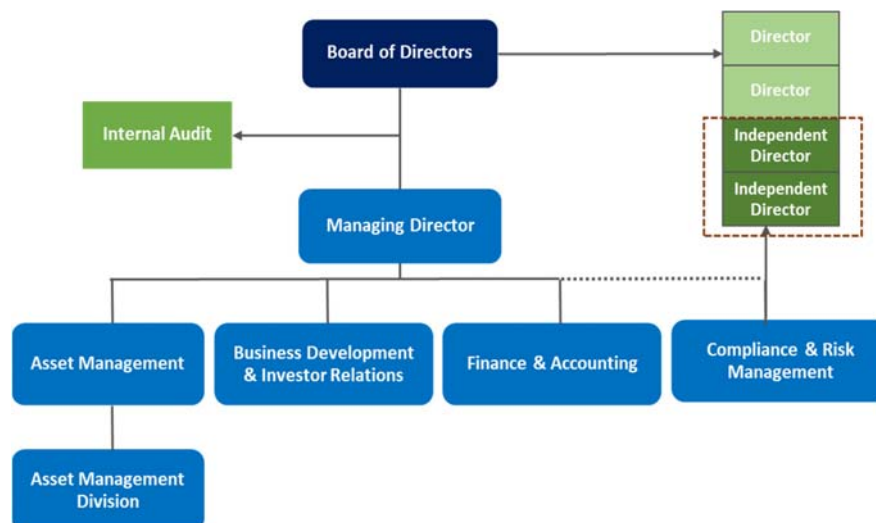 Board of Directors
Director
Director
Independent
Director
Independent
Director
Internal Audit
Managing Director
Asset Management
Business Development
& Investor Relations
Finance & Accounting
Compliance & Risk
Management
Asset Management
Division